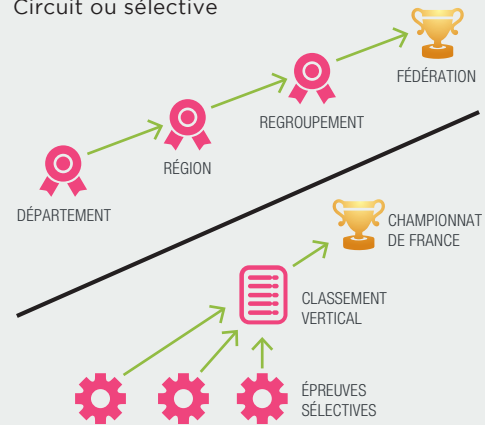 Circuit ou sélective
FÉDÉRATION
REGROUPEMENT
RÉGION
DÉPARTEMENT
CHAMPIONNAT
DE FRANCE
CLASSEMENT
VERTICAL
ÉPREUVES
SÉLECTIVES